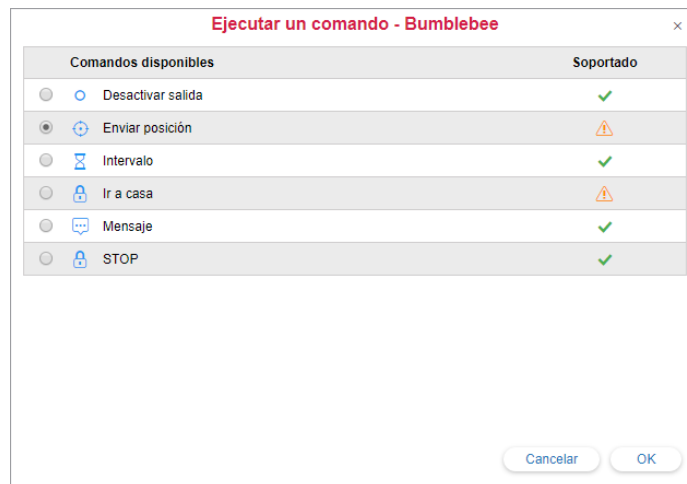 Ejecutar un comando - Bumblebee
Comandos disponibles Soportado
Desactivar salida
Enviar posición
Intervalo
Ir a casa
Mensaje
STOP
Cancelar OK